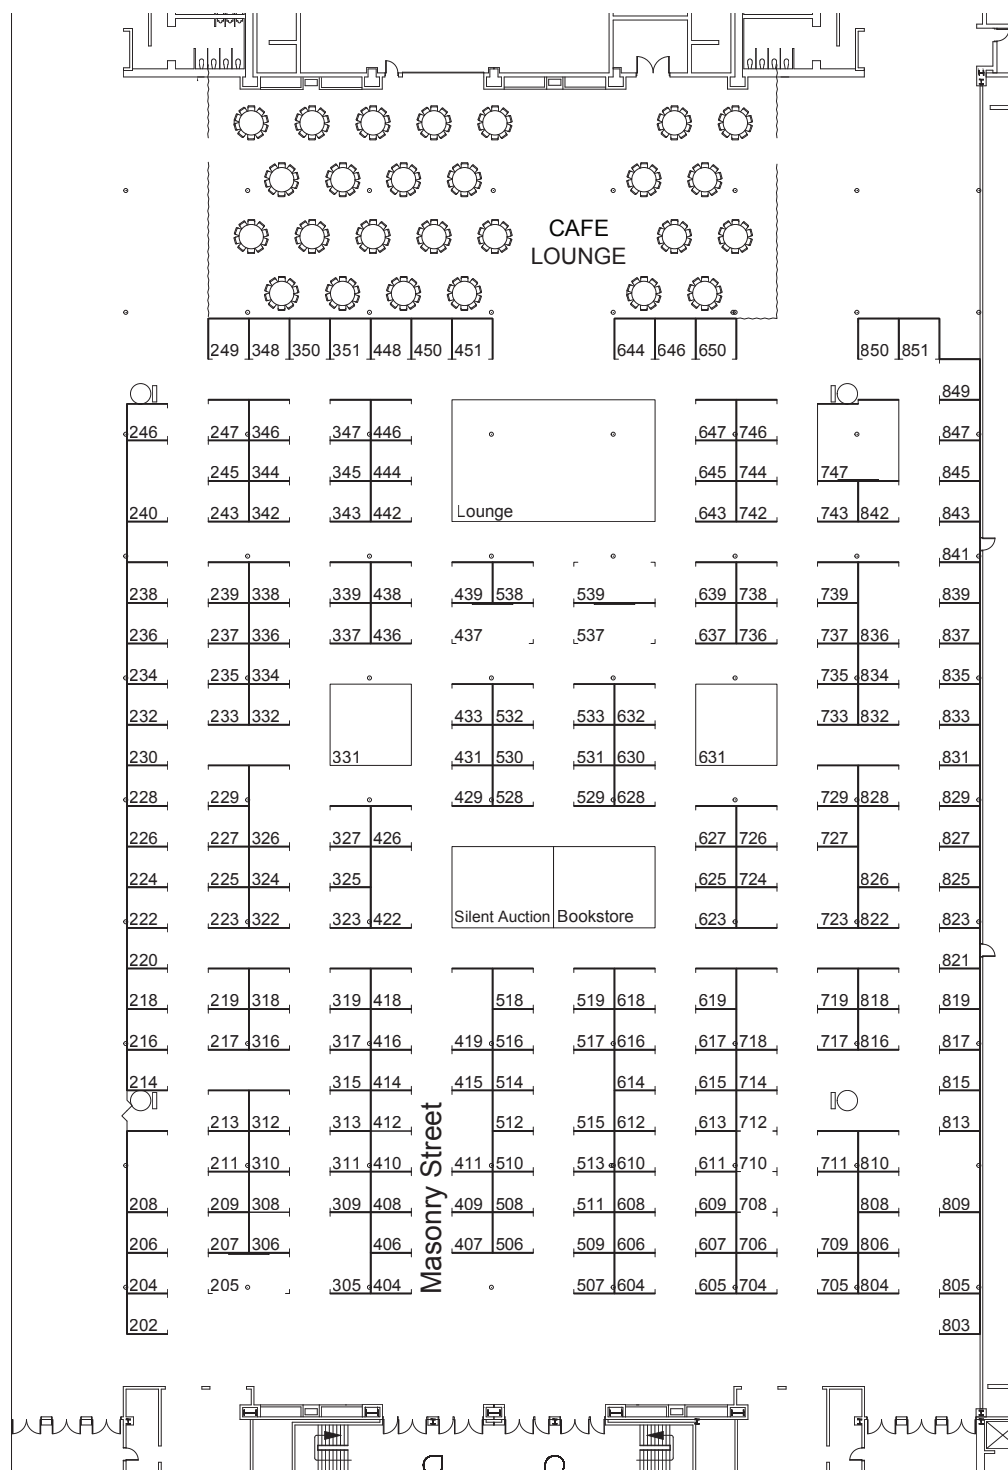 CAFE
LOUNGE
249 348 350 351 448 450 451 644 646 650 850 851
849
246 247 346 347 446 647 746 847
245 344 345 444 645 744 747 845
240 243 342 343 442 Lounge 643 742 743 842 843
841
238 239 338 339 438 439 538 539 639 738 739 839
236 237 336 337 436 437 537 637 736 737 836 837
234 235 334 735 834 835
232 233 332 433 532 533 632 733 832 833
230 331 431 530 531 630 631 831
228 229 429 528 529 628 729 828 829
226 227 326 327 426 627 726 727 827
224 225 324 325 625 724 826 825
222 223 322 323 422 Silent Auction Bookstore 623 723 822 823
220 821
218 219 318 319 418 518 519 618 619 719 818 819
216 217 316 317 416 419 516 517 616 617 718 717 816 817
214 315 414 415 514 614 615 714 815
213 312 313 412 512 515 612 613 712 813
Masonry Street
211 310 311 410 411 510 513 610 611 710 711 810
208 209 308 309 408 409 508 511 608 609 708 808 809
206 207 306 406 407 506 509 606 607 706 709 806
204 205 305 404 507 604 605 704 705 804 805
202 803